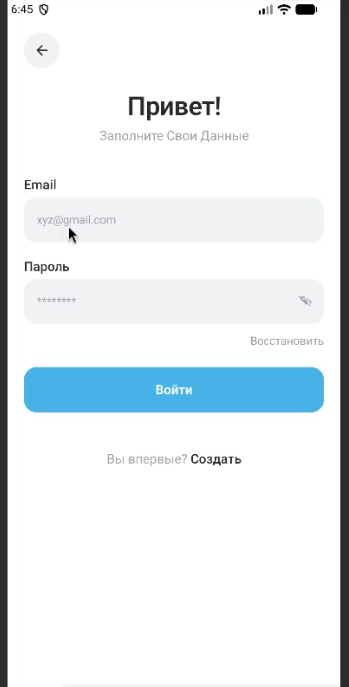 6:45
Привет!
Заполните Свои Данные
Email
xyz@gmail.com
Пароль
********
Восстановить
Войти
Вы впервые? Создать